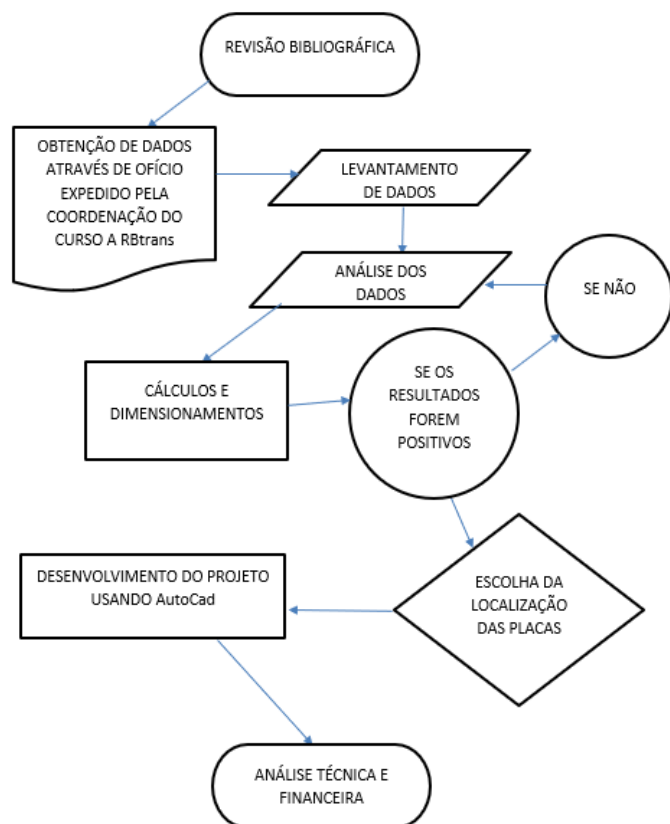 REVISÃO BIBLIOGRÁFICA
OBTENÇÃO DE DADOS
ATRAVÉS DE OFÍCIO
EXPEDIDO PELA
COORDENAÇÃO DO
CURSO A RBtrans
LEVANTAMENTO
DE DADOS
ANÁLISE DOS
DADOS
SE NÃO
CÁLCULOS E
DIMENSIONAMENTOS
SE OS
RESULTADOS
FOREM
POSITIVOS
ESCOLHA DA
LOCALIZAÇÃO
DAS PLACAS
DESENVOLVIMENTO DO PROJETO
USANDO AutoCad
ANÁLISE TÉCNICA E
FINANCEIRA